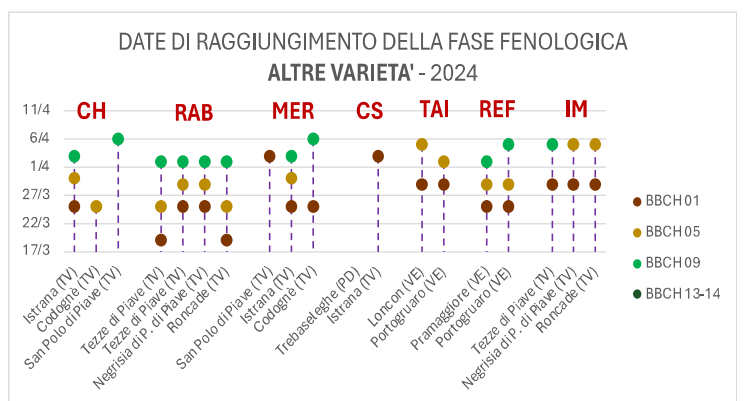 DATE DI RAGGIUNGIMENTO DELLA FASE FENOLOGICA
ALTRE VARIETA' - 2024
CH
RAB
MER
CS
TAI
REF
IM
11/4
6/4
1/4
27/3
22/3
17/3
BBCH 01
BBCH 05
BBCH 09
BBCH 13-14
Istrana (TV)
Codognè (TV)
San Polo di Piave (TV)
Tezze di Piave (TV)
Tezze di Piave (TV)
Negrisia di P. di Piave (TV)
Roncade (TV)
San Polo di Piave (TV)
Istrana (TV)
Codognè (TV)
Trebaseleghe (PD)
Istrana (TV)
Loncon (VE)
Portogruaro (VE)
Pramaggiore (VE)
Portogruaro (VE)
Tezze di Piave (TV)
Negrisia di P. di Piave (TV)
Roncade (TV)